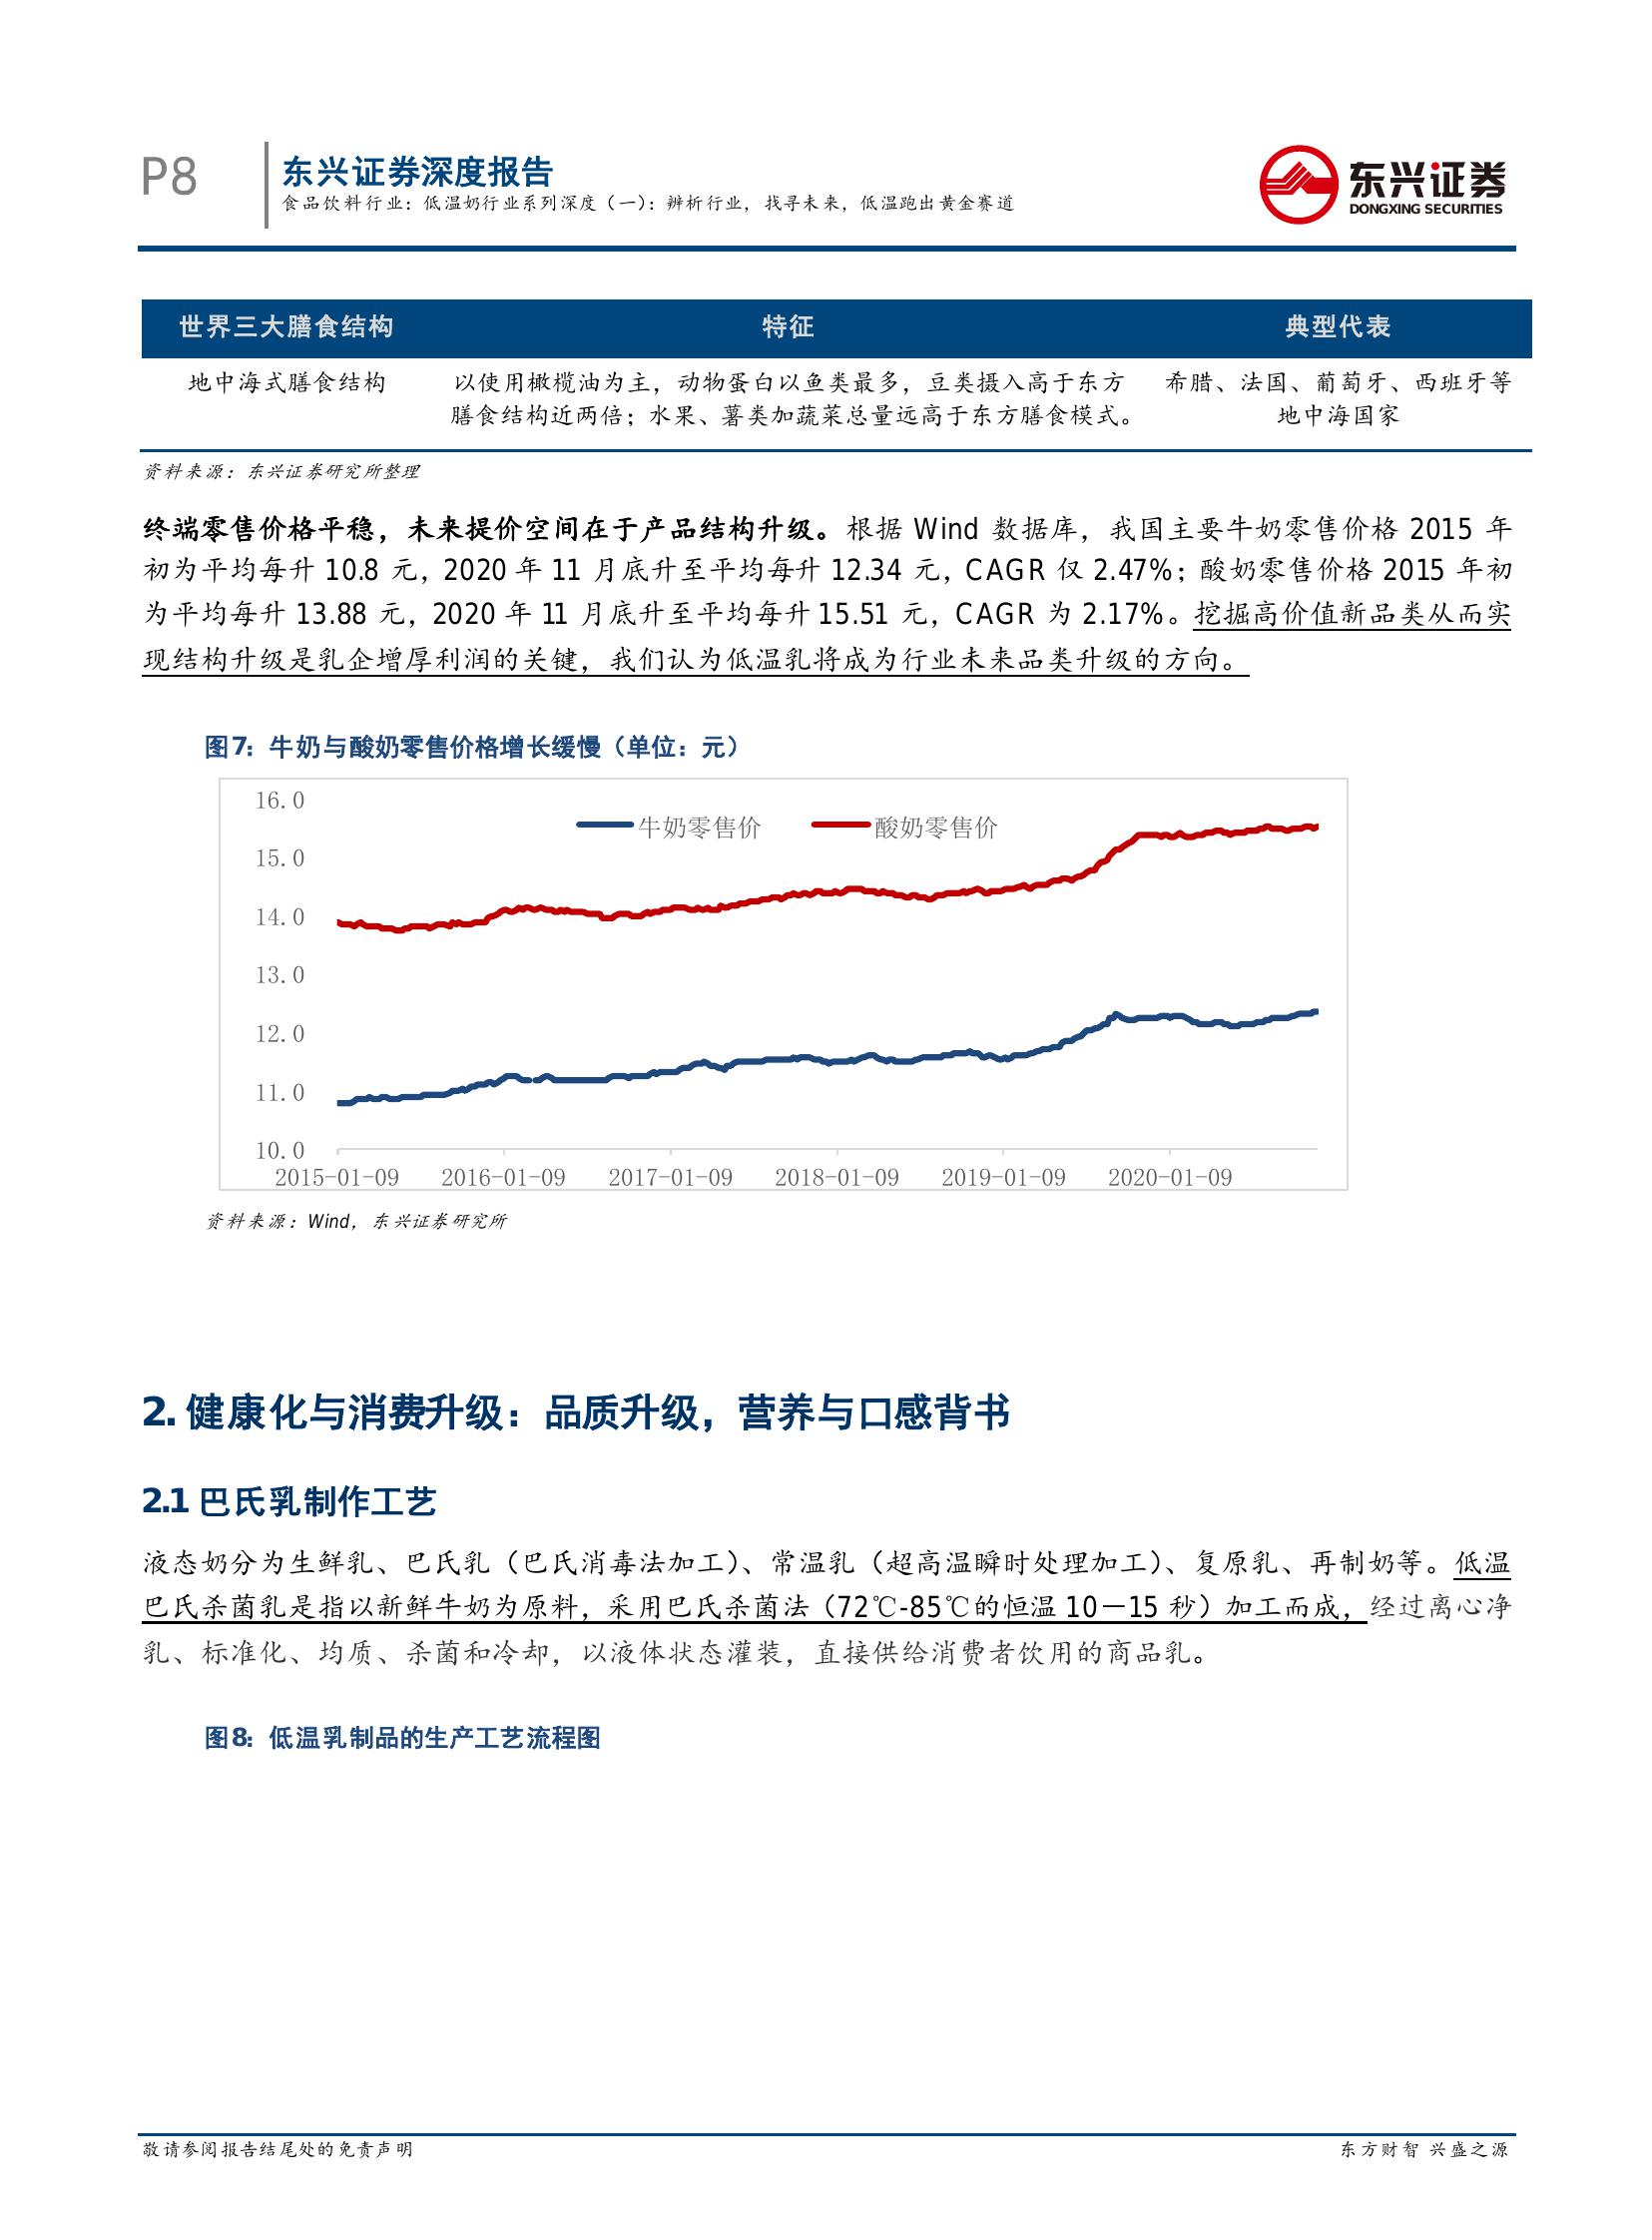 P8
东兴证券深度报告
食品饮料行业：低温奶行业系列深度（一）：辨析行业，找寻未来，低温跑出黄金赛道
东兴证券
DONGXING SECURITIES
世界三大膳食结构 特征 典型代表
地中海式膳食结构 以使用橄榄油为主，动物蛋白以鱼类最多，豆类摄入高于东方 希腊、法国、葡萄牙、西班牙等
膳食结构近两倍；水果、薯类加蔬菜总量远高于东方膳食模式。 地中海国家
资料来源：东兴证券研究所整理
终端零售价格平稳，未来提价空间在于产品结构升级。根据 Wind 数据库，我国主要牛奶零售价格 2015 年
初为平均每升 10.8 元，2020 年 11 月底升至平均每升 12.34 元，CAGR 仅 2.47%；酸奶零售价格 2015 年初
为平均每升 13.88 元，2020 年 11 月底升至平均每升 15.51 元，CAGR 为 2.17%。挖掘高价值新品类从而实
现结构升级是乳企增厚利润的关键，我们认为低温乳将成为行业未来品类升级的方向。
图7：牛奶与酸奶零售价格增长缓慢（单位：元）
16.0
牛奶零售价 酸奶零售价
15.0
14.0
13.0
12.0
11.0
10.0
2015-01-09 2016-01-09 2017-01-09 2018-01-09 2019-01-09 2020-01-09
资料来源：Wind，东兴证券研究所
2. 健康化与消费升级：品质升级，营养与口感背书
2.1 巴氏乳制作工艺
液态奶分为生鲜乳、巴氏乳（巴氏消毒法加工）、常温乳（超高温瞬时处理加工）、复原乳、再制奶等。低温
巴氏杀菌乳是指以新鲜牛奶为原料，采用巴氏杀菌法（72℃-85℃的恒温 10－15 秒）加工而成，经过离心净
乳、标准化、均质、杀菌和冷却，以液体状态灌装，直接供给消费者饮用的商品乳。
图8：低温乳制品的生产工艺流程图
敬请参阅报告结尾处的免责声明 东方财智 兴盛之源